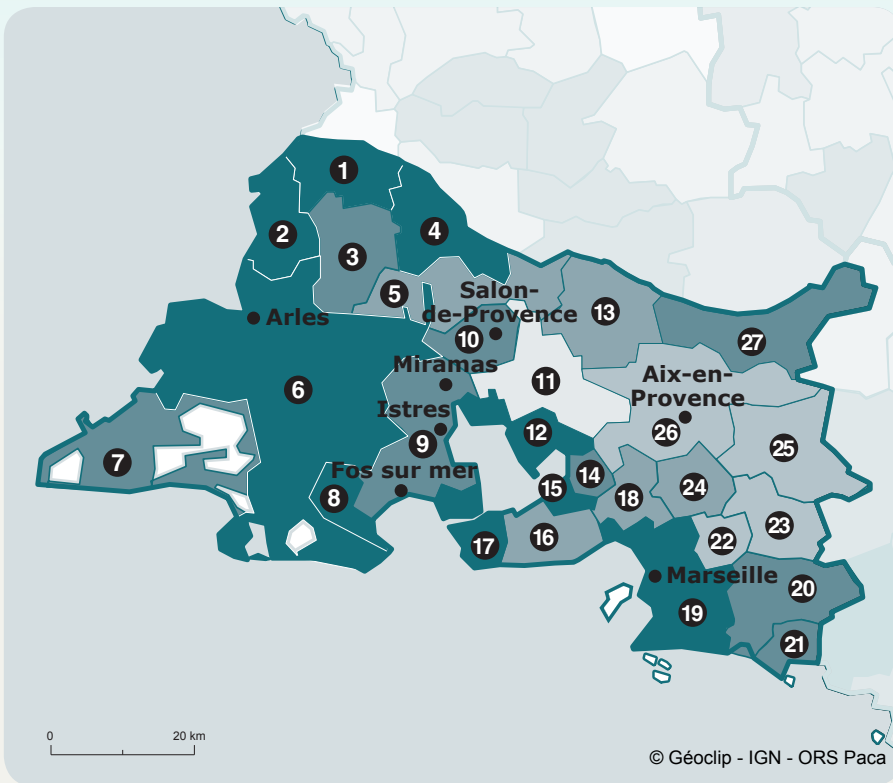 1
2
3
4
5
Salon-
de-Provence
Arles
10
13
27
Miramas
6
11
Aix-en-
Provence
Istres
26
12
9
25
7
Fos sur mer
14
15
8
18
24
23
16
17
22
Marseille
20
19
21
0
20 km
© Géoclip - IGN - ORS Paca